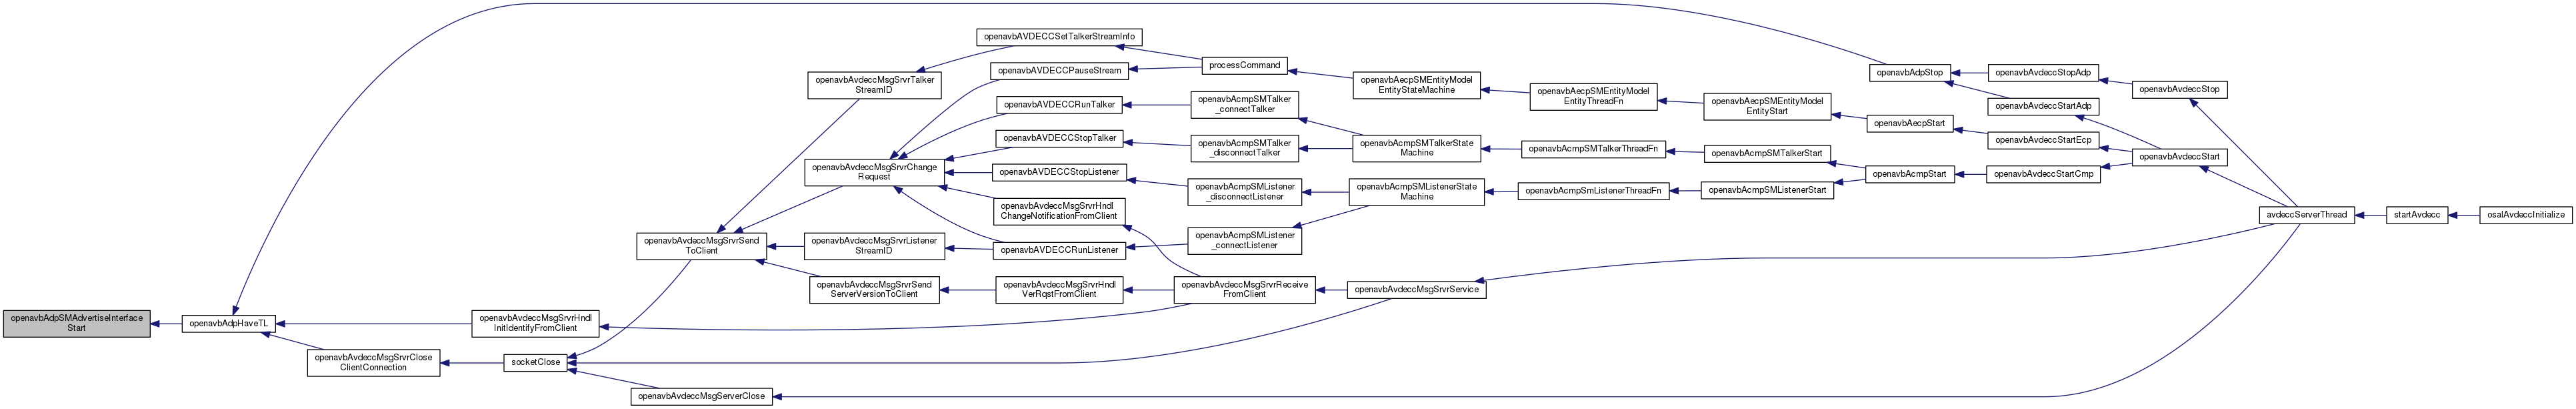 openavbAdpSMAdvertiseInterface
Start
openavbAdpHaveTL
openavbAvdeccMsgSrvrClose
ClientConnection
openavbAvdeccMsgSrvrHndl
InitIdentifyFromClient
socketClose
openavbAvdeccMsgSrvrSend
ToClient
openavbAvdeccMsgServerClose
openavbAvdeccMsgSrvrTalker
StreamID
openavbAvdeccMsgSrvrChange
Request
openavbAvdeccMsgSrvrListener
StreamID
openavbAvdeccMsgSrvrSend
ServerVersionToClient
openavbAVDECCSetTalkerStreamInfo
openavbAVDECCPauseStream
openavbAVDECCRunTalker
openavbAVDECCStopTalker
openavbAVDECCStopListener
openavbAvdeccMsgSrvrHndl
ChangeNotificationFromClient
openavbAVDECCRunListener
openavbAvdeccMsgSrvrHndl
VerRqstFromClient
processCommand
openavbAcmpSMTalker
_connectTalker
openavbAcmpSMTalker
_disconnectTalker
openavbAcmpSMListener
_disconnectListener
openavbAcmpSMListener
_connectListener
openavbAvdeccMsgSrvrReceive
FromClient
openavbAecpSMEntityModel
EntityStateMachine
openavbAcmpSMTalkerState
Machine
openavbAcmpSMListenerState
Machine
openavbAvdeccMsgSrvrService
openavbAecpSMEntityModel
EntityThreadFn
openavbAcmpSMTalkerThreadFn
openavbAcmpSmListenerThreadFn
openavbAecpSMEntityModel
EntityStart
openavbAcmpSMTalkerStart
openavbAcmpSMListenerStart
openavbAdpStop
openavbAecpStart
openavbAcmpStart
openavbAvdeccStopAdp
openavbAvdeccStartAdp
openavbAvdeccStartEcp
openavbAvdeccStartCmp
openavbAvdeccStop
openavbAvdeccStart
avdeccServerThread
startAvdecc
osalAvdeccInitialize